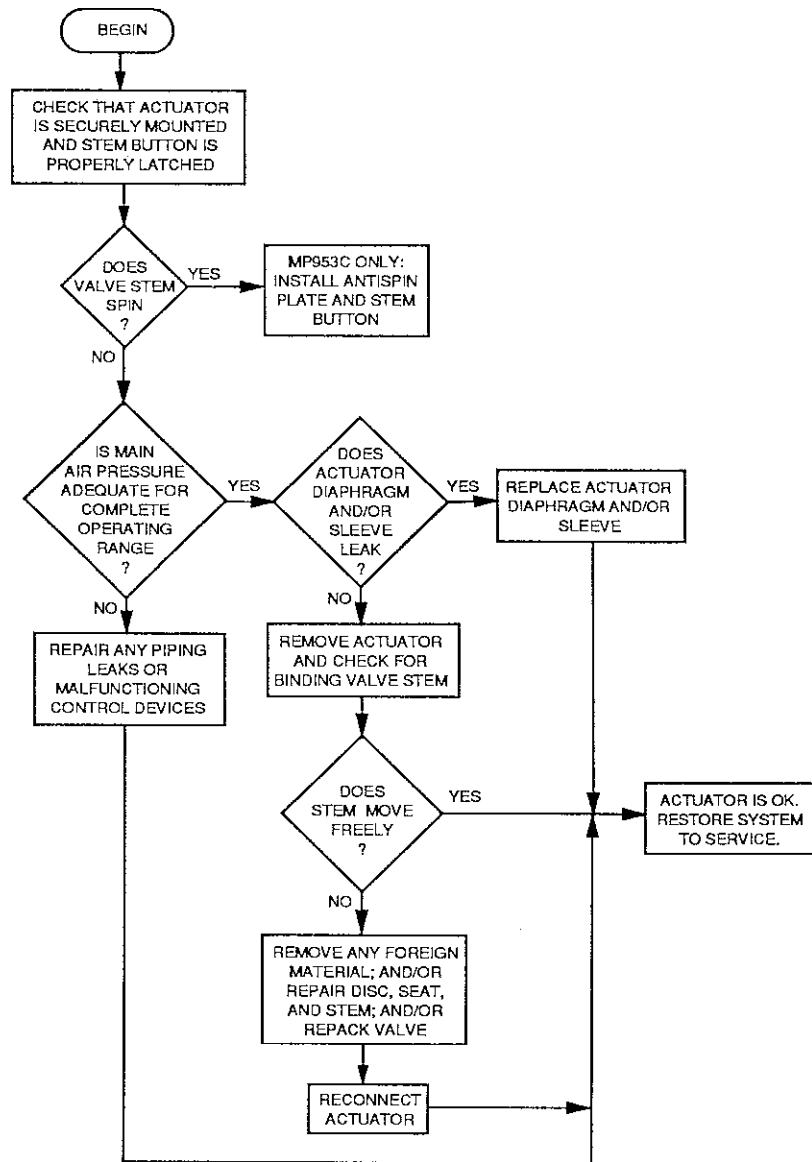 BEGIN
CHECK THAT ACTUATOR
IS SECURELY MOUNTED
AND STEM BUTTON IS
PROPERLY LATCHED
DOES
VALVE STEM
SPIN
?
YES
MP953C ONLY:
INSTALL ANTISPIN
PLATE AND STEM
BUTTON
NO
IS MAIN
AIR PRESSURE
ADEQUATE FOR
COMPLETE
OPERATING
RANGE
?
YES
DOES
ACTUATOR
DIAPHRAGM
AND/OR
SLEEVE
LEAK
?
YES
REPLACE ACTUATOR
DIAPHRAGM AND/OR
SLEEVE
NO
REPAIR ANY PIPING
LEAKS OR
MALFUNCTIONING
CONTROL DEVICES
NO
REMOVE ACTUATOR
AND CHECK FOR
BINDING VALVE STEM
DOES
STEM MOVE
FREELY
?
YES
ACTUATOR IS OK.
RESTORE SYSTEM
TO SERVICE.
NO
REMOVE ANY FOREIGN
MATERIAL; AND/OR
REPAIR DISC, SEAT,
AND STEM; AND/OR
REPACK VALVE
RECONNECT
ACTUATOR